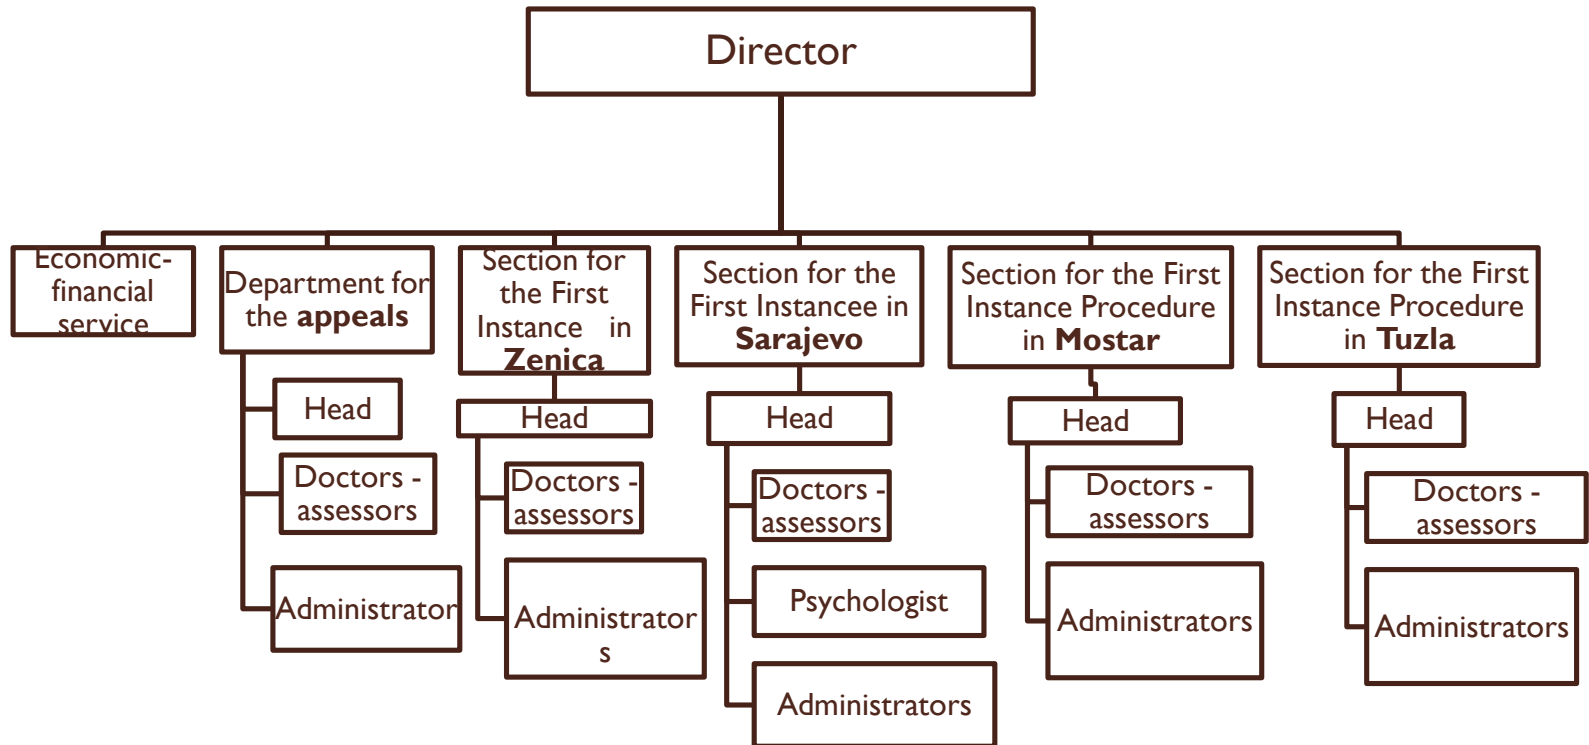 Director
Economic-
financial
service
Department for
the appeals
Section for
the First
Instance in
Zenica
Section for the
First Instancee in
Sarajevo
Section for the First
Instance Procedure
in Mostar
Section for the First
Instance Procedure
in Tuzla
Head
Doctors -
assessors
Administrator
Head
Doctors -
assessors
Administrator
s
Head
Doctors -
assessors
Psychologist
Administrators
Head
Doctors -
assessors
Administrators
Head
Doctors -
assessors
Administrators